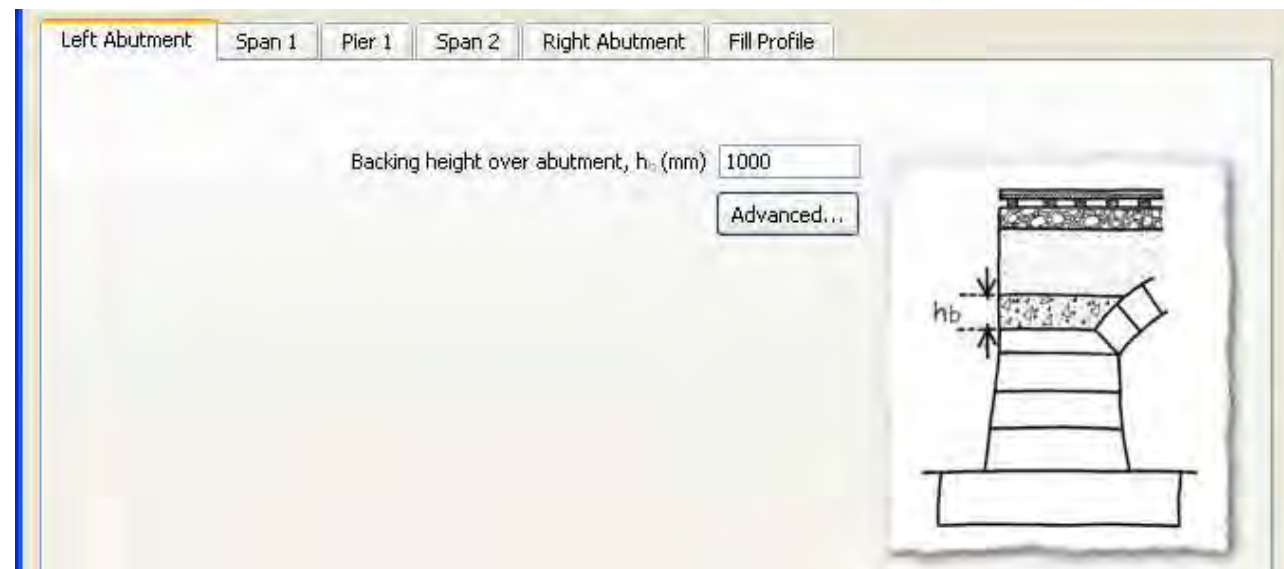 Left Abutment Span 1 Pier 1 Span 2 Right Abutment Fill Profile
Backing height over abutment, hb (mm) 1000
Advanced...
hb